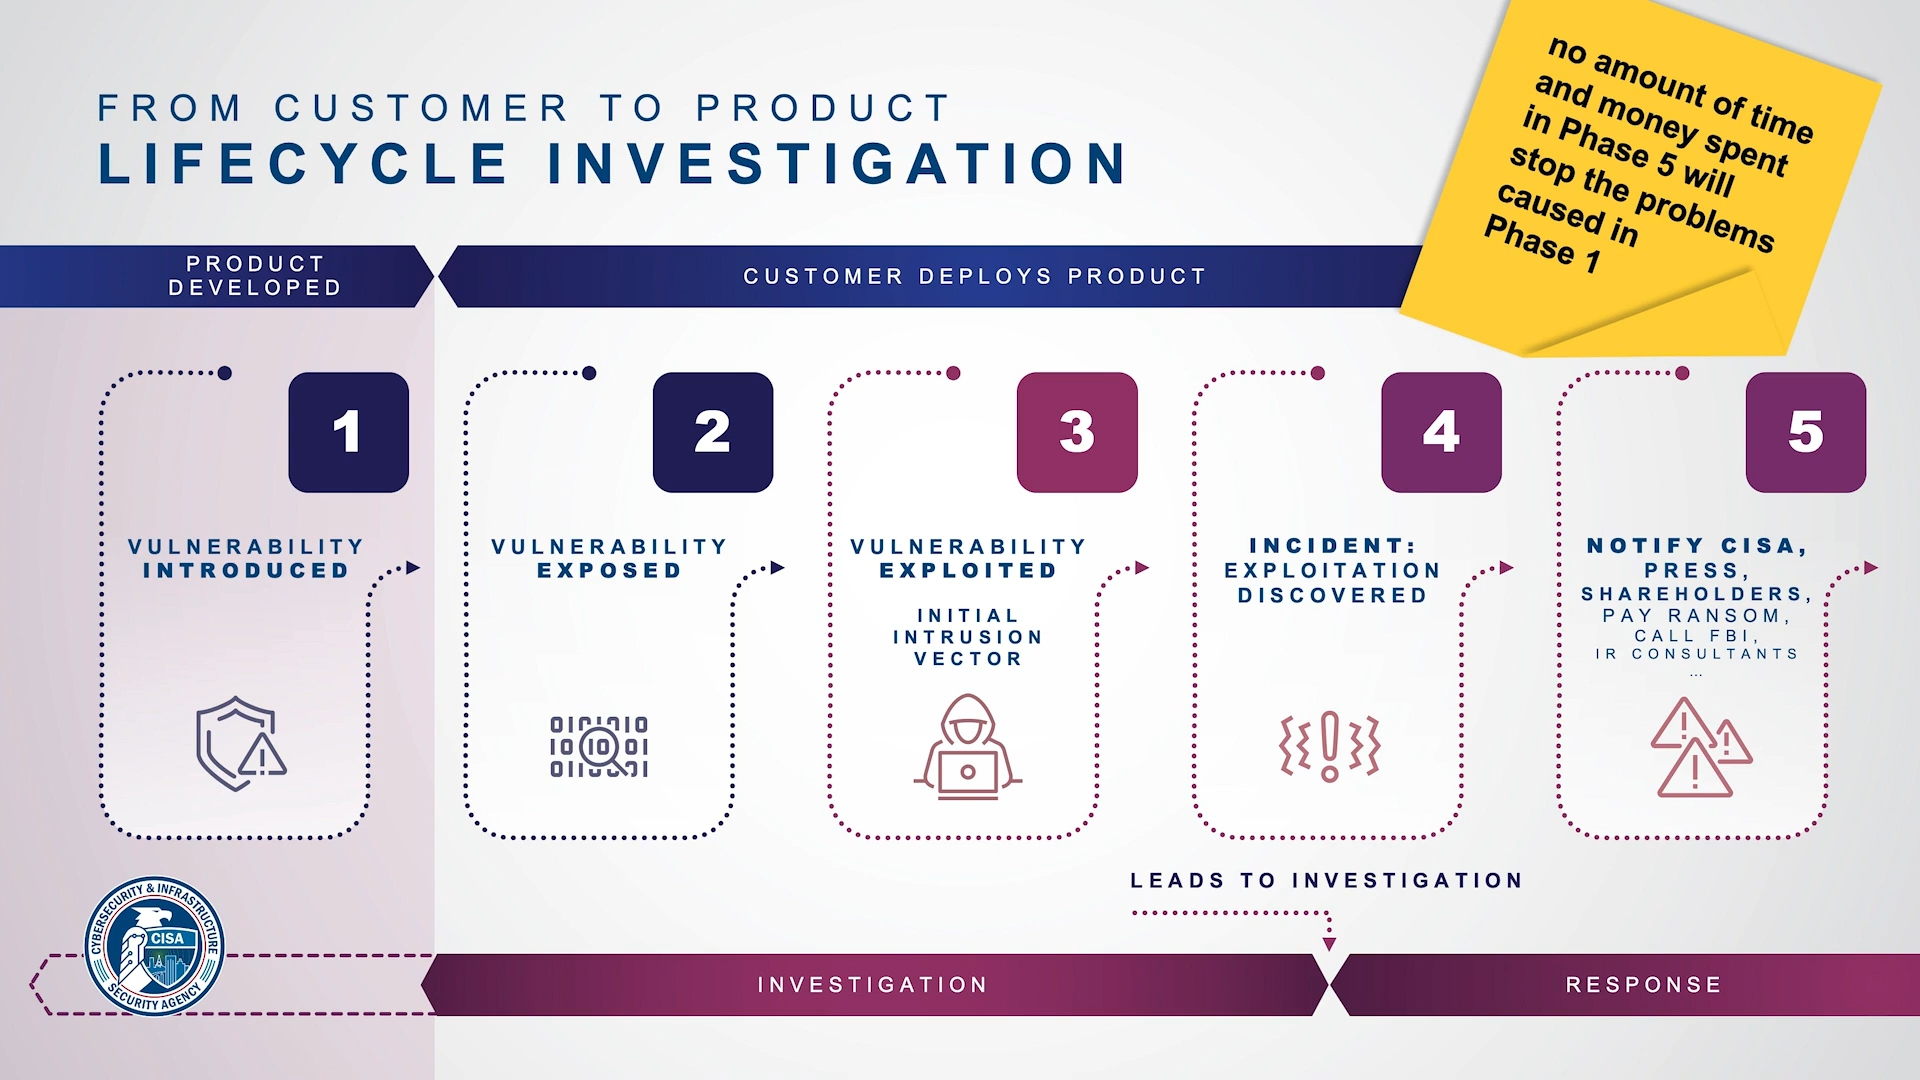 FROM CUSTOMER TO PRODUCT
LIFECYCLE INVESTIGATION
no amount of time
and money spent
in Phase 5 will
stop the problems
caused in
Phase 1
PRODUCT
DEVELOPED
CUSTOMER DEPLOYS PRODUCT
1
VULNERABILITY
INTRODUCED
2
VULNERABILITY
EXPOSED
3
VULNERABILITY
EXPLOITED
INITIAL
INTRUSION
VECTOR
4
INCIDENT:
EXPLOITATION
DISCOVERED
5
NOTIFY CISA,
PRESS,
SHAREHOLDERS,
PAY RANSOM,
CALL FBI,
IR CONSULTANTS
...
LEADS TO INVESTIGATION
CYBERSECURITY & INFRASTRUCTURE
CISA
SECURITY AGENCY
INVESTIGATION
RESPONSE